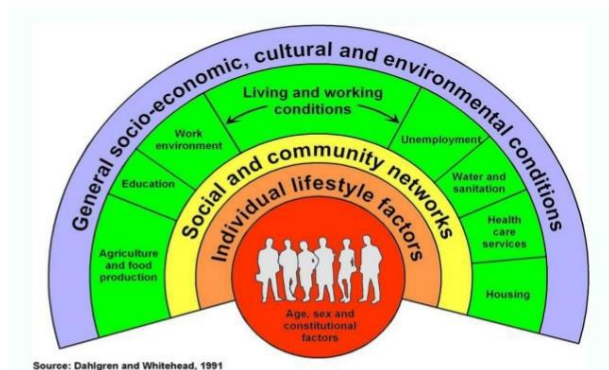 General socio-economic, cultural and environmental conditions
Living and working
conditions
Work
environment
Unemployment
Education
Water and
sanitation
Agriculture
and food
production
Health
care
services
Housing
Social and community networks
Individual lifestyle factors
Age, sex and
constitutional
factors
Source: Dahlgren and Whitehead, 1991